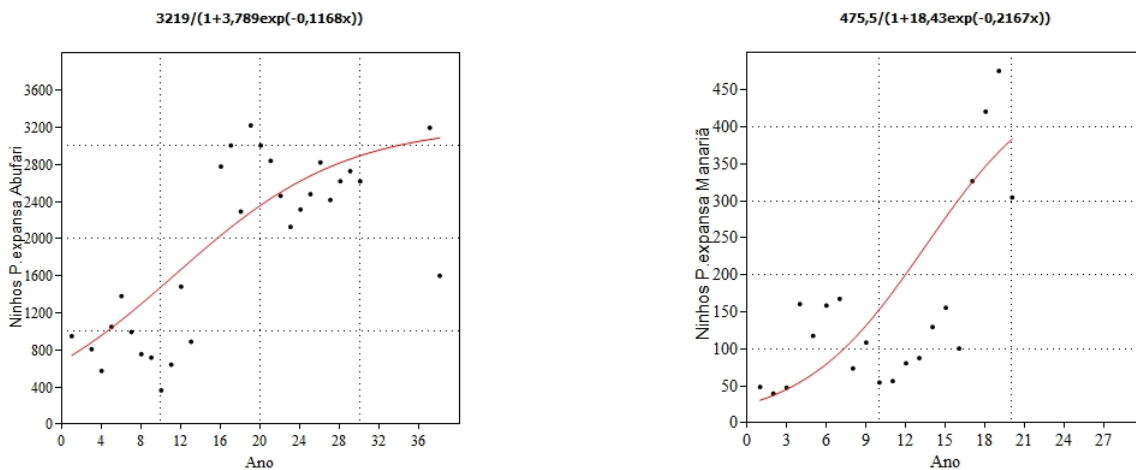 3219/(1+3,789exp(-0,1168x))
Ninhos P.expansa Abufari
3600
3200
2800
2400
2000
1600
1200
800
400
0
0 4 8 12 16 20 24 28 32 36
Ano
475,5/(1+18,43exp(-0,2167x))
Ninhos P.expansa Manariã
450
400
350
300
250
200
150
100
50
0
0 3 6 9 12 15 18 21 24 27
Ano